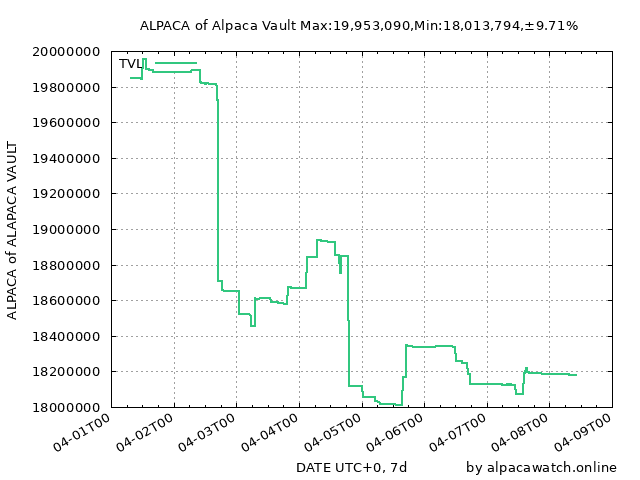 ALPACA of Alpaca Vault Max:19,953,090,Min:18,013,794,±9.71%
20000000
TVL
19800000
19600000
19400000
19200000
19000000
18800000
18600000
18400000
18200000
18000000
ALPACA of ALAPACA VAULT
04-01T00
04-02T00
04-03T00
04-04T00
04-05T00
04-06T00
04-07T00
04-08T00
04-09T00
DATE UTC+0, 7d
by alpacawatch.online